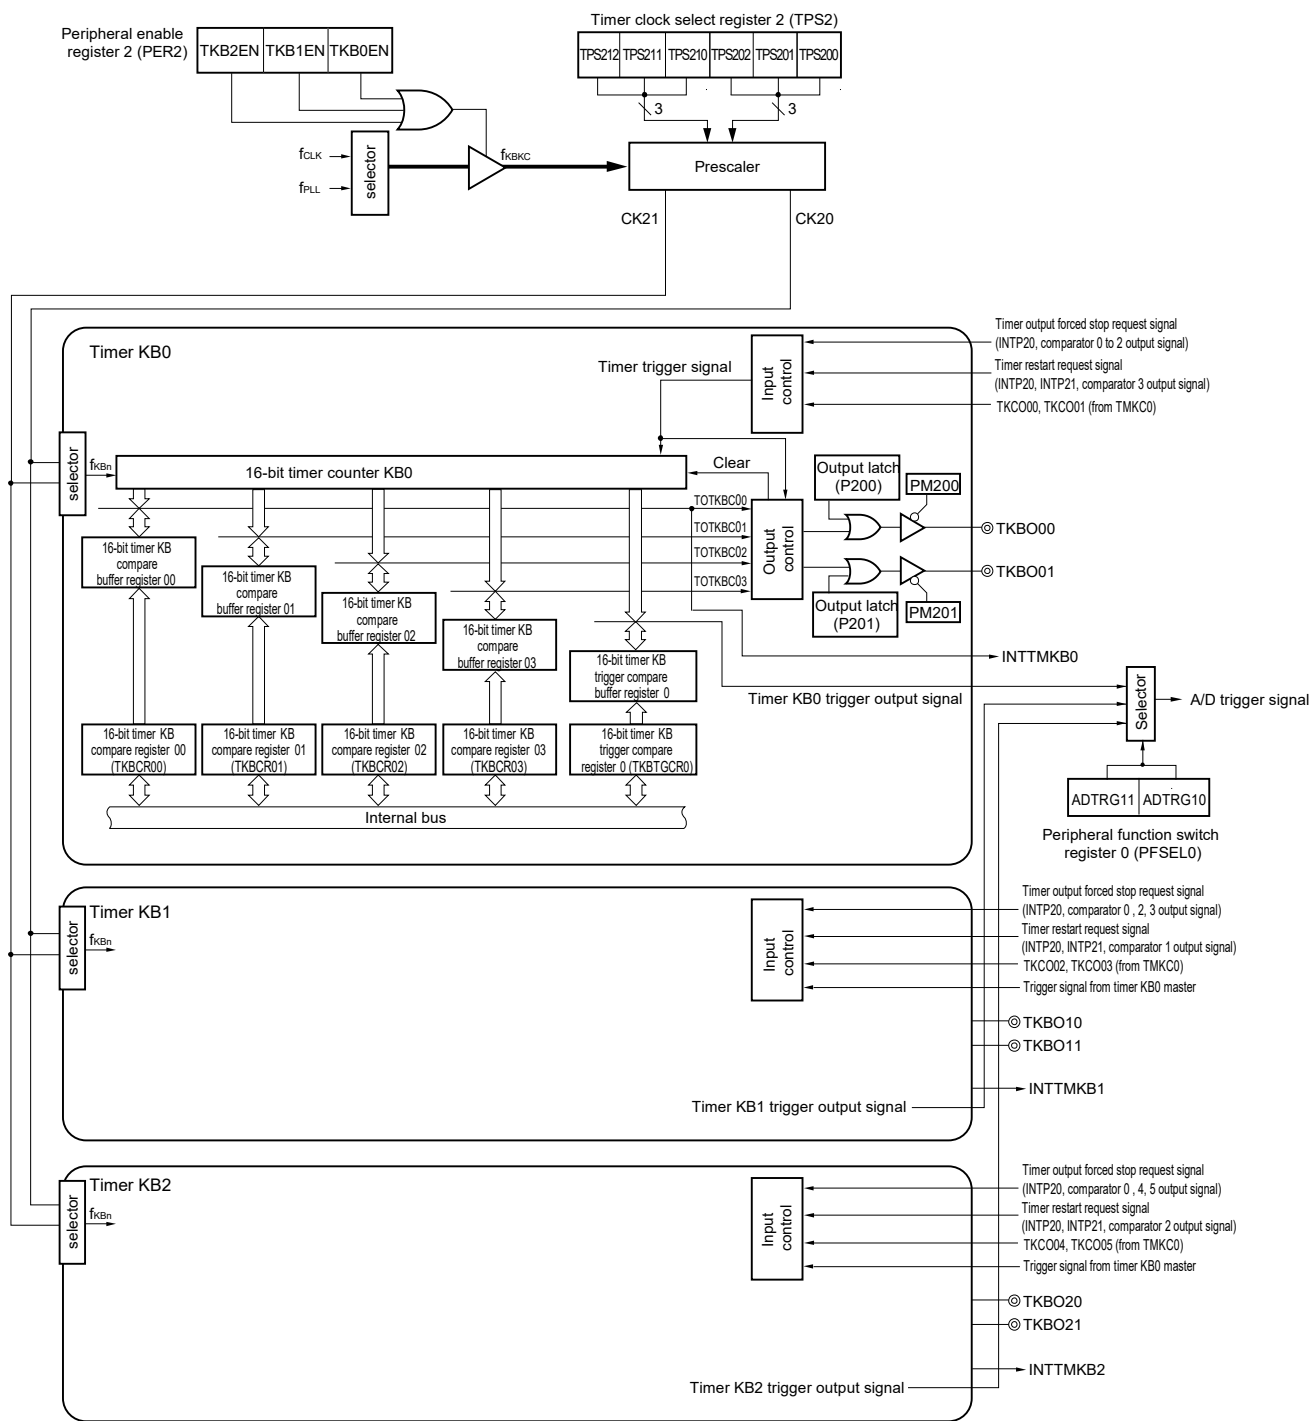 Peripheral enable
register 2 (PER2)
TKB2EN TKB1EN TKB0EN
Timer clock select register 2 (TPS2)
TPS212 TPS211 TPS210 TPS202 TPS201 TPS200
3
3
fCLK
fPLL
selector
fKBKC
Prescaler
CK21
CK20
Timer KB0
Timer trigger signal
Input control
Timer output forced stop request signal
(INTP20, comparator 0 to 2 output signal)
Timer restart request signal
(INTP20, INTP21, comparator 3 output signal)
TKCO00, TKCO01 (from TMKC0)
selector
fKBn
16-bit timer counter KB0
Clear
Output latch
(P200)
PM200
TOTKBC00
TOTKBC01
TOTKBC02
TOTKBC03
Output control
TKBO00
TKBO01
Output latch
(P201)
PM201
16-bit timer KB
compare
buffer register 00
16-bit timer KB
compare
buffer register 01
16-bit timer KB
compare
buffer register 02
16-bit timer KB
compare
buffer register 03
16-bit timer KB
trigger compare
buffer register 0
INTTMKB0
Timer KB0 trigger output signal
Selector
A/D trigger signal
16-bit timer KB
compare register 00
(TKBCR00)
16-bit timer KB
compare register 01
(TKBCR01)
16-bit timer KB
compare register 02
(TKBCR02)
16-bit timer KB
compare register 03
(TKBCR03)
16-bit timer KB
trigger compare
register 0 (TKBTGCR0)
Internal bus
ADTRG11 ADTRG10
Peripheral function switch
register 0 (PFSEL0)
Timer KB1
selector
fKBn
Input control
Timer output forced stop request signal
(INTP20, comparator 0 , 2, 3 output signal)
Timer restart request signal
(INTP20, INTP21, comparator 1 output signal)
TKCO02, TKCO03 (from TMKC0)
Trigger signal from timer KB0 master
TKBO10
TKBO11
INTTMKB1
Timer KB1 trigger output signal
Timer KB2
selector
fKBn
Input control
Timer output forced stop request signal
(INTP20, comparator 0 , 4, 5 output signal)
Timer restart request signal
(INTP20, INTP21, comparator 2 output signal)
TKCO04, TKCO05 (from TMKC0)
Trigger signal from timer KB0 master
TKBO20
TKBO21
INTTMKB2
Timer KB2 trigger output signal